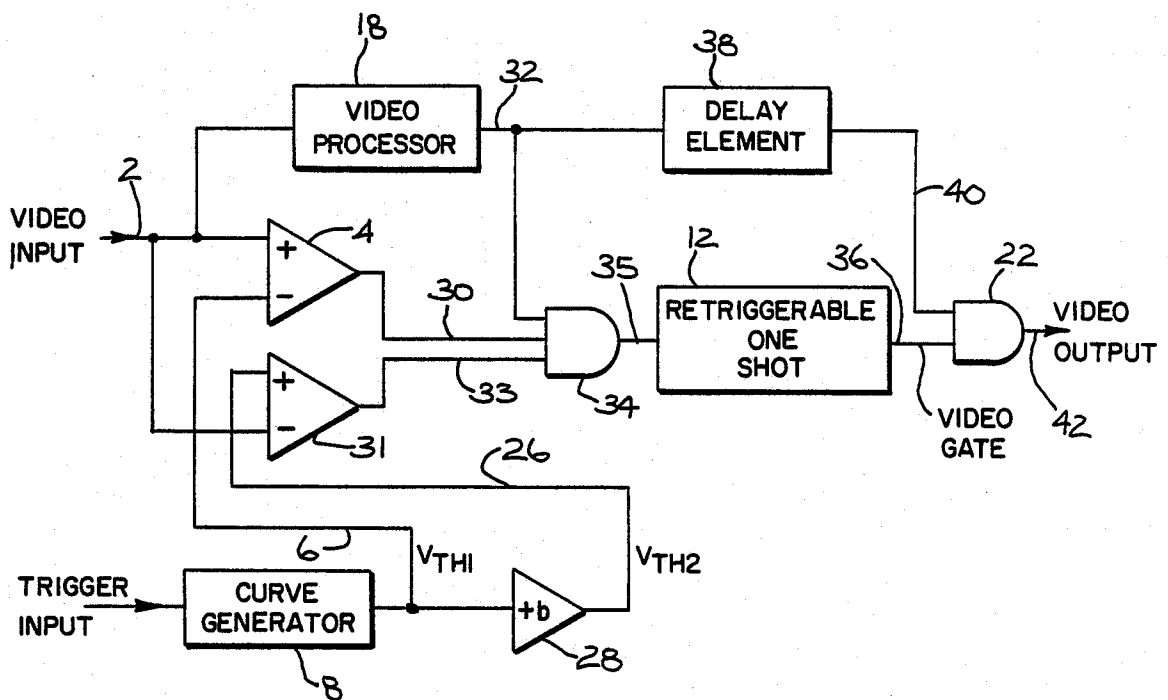 18
38
32
VIDEO
PROCESSOR
DELAY
ELEMENT
2
40
VIDEO
INPUT
4
+
−
12
36
22
35
30
RETRIGGERABLE
ONE
SHOT
VIDEO
OUTPUT
33
34
+
−
31
VIDEO
GATE
42
26
6
VTH1
VTH2
TRIGGER
INPUT
CURVE
GENERATOR
+b
28
8